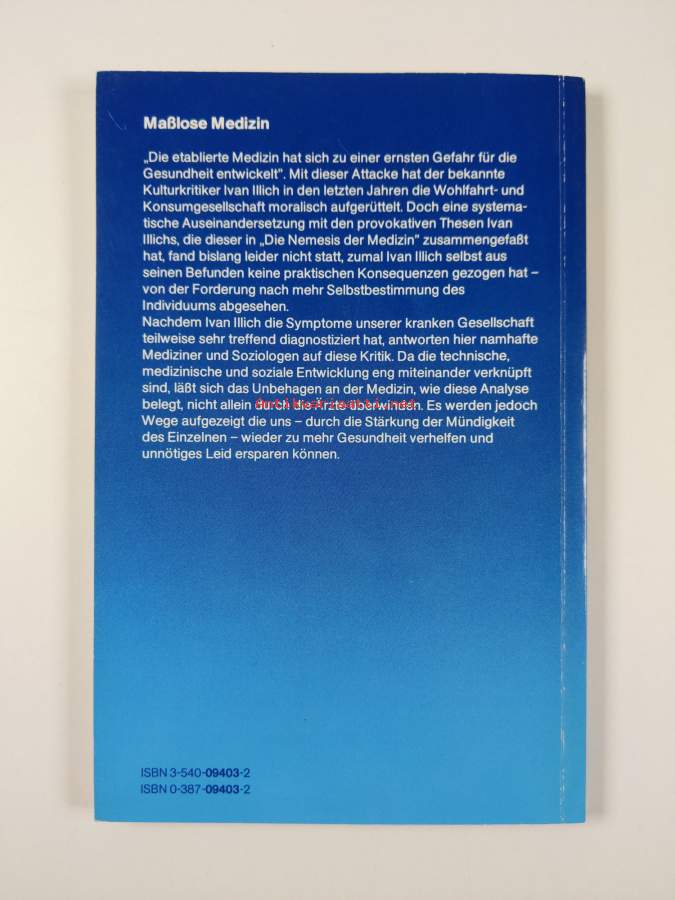 Maßlose Medizin
„Die etablierte Medizin hat sich zu einer ernsten Gefahr für die
Gesundheit entwickelt". Mit dieser Attacke hat der bekannte
Kulturkritiker Ivan Illich in den letzten Jahren die Wohlfahrt- und
Konsumgesellschaft moralisch aufgerüttelt. Doch eine systema-
tische Auseinandersetzung mit den provokativen Thesen Ivan
Illichs, die dieser in „Die Nemesis der Medizin" zusammengefaßt
hat, fand bislang leider nicht statt, zumal Ivan Illich selbst aus
seinen Befunden keine praktischen Konsequenzen gezogen hat –
von der Forderung nach mehr Selbstbestimmung des
Individuums abgesehen.
Nachdem Ivan Illich die Symptome unserer kranken Gesellschaft
teilweise sehr treffend diagnostiziert hat, antworten hier namhafte
Mediziner und Soziologen auf diese Kritik. Da die technische,
medizinische und soziale Entwicklung eng miteinander verknüpft
sind, läßt sich das Unbehagen an der Medizin, wie diese Analyse
belegt, nicht allein durch die Ärzte überwinden. Es werden jedoch
Wege aufgezeigt die uns – durch die Stärkung der Mündigkeit
des Einzelnen – wieder zu mehr Gesundheit verhelfen und
unnötiges Leid ersparen können.
ISBN 3-540-09403-2
ISBN 0-387-09403-2